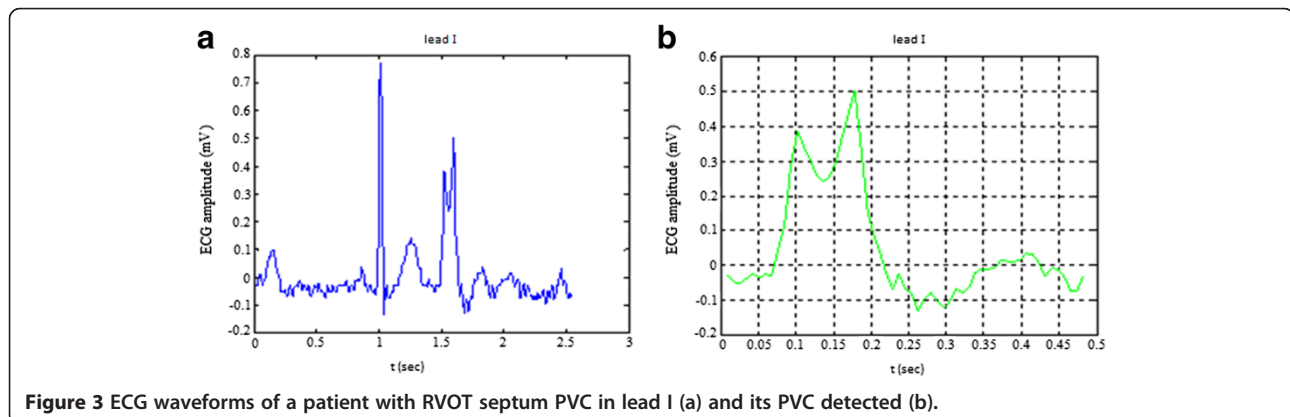 a
lead I
ECG amplitude (mV)
0.8
0.7
0.6
0.5
0.4
0.3
0.2
0.1
0
-0.1
-0.2
0 0.5 1 1.5 2 2.5 3
t (sec)
b
lead I
ECG amplitude (mV)
0.6
0.5
0.4
0.3
0.2
0.1
0
-0.1
-0.2
0 0.05 0.1 0.15 0.2 0.25 0.3 0.35 0.4 0.45 0.5
t (sec)
Figure 3 ECG waveforms of a patient with RVOT septum PVC in lead I (a) and its PVC detected (b).